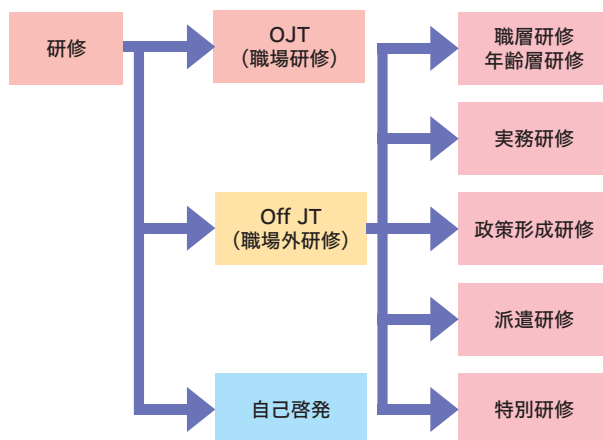 研修
OJT
（職場研修）
Off JT
（職場外研修）
自己啓発
職層研修
年齢層研修
実務研修
政策形成研修
派遣研修
特別研修